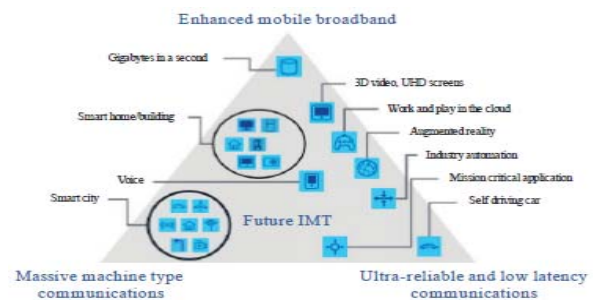 Enhanced mobile broadband
Gigabytes in a second
3D video, UHD screens
Smart home/building
Work and play in the cloud
Augmented reality
Industry automation
Voice
Mission critical application
Smart city
Self driving car
Future IMT
Massive machine type
communications
Ultra-reliable and low latency
communications